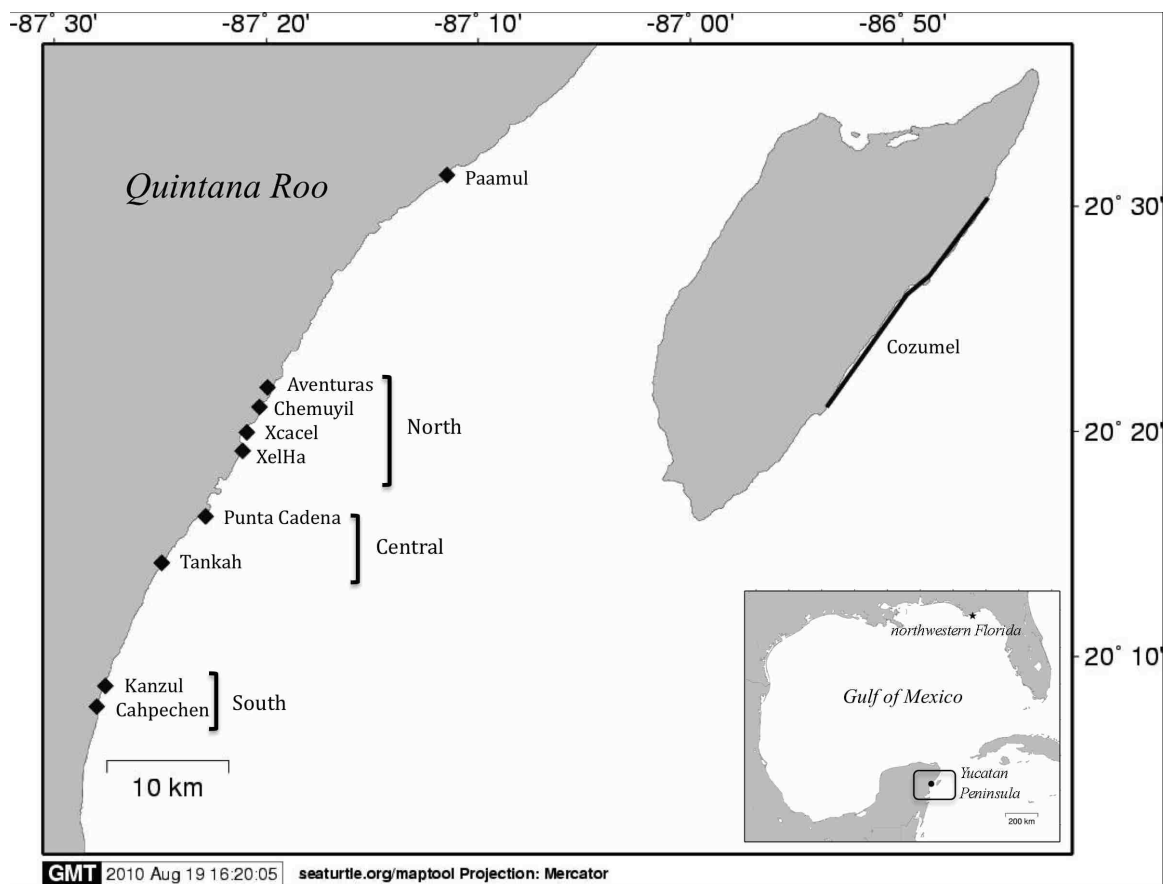 -87° 30'
-87° 20'
-87° 10'
-87° 00'
-86° 50'
Quintana Roo
Paamul
20° 30'
Cozumel
Aventuras
Chemuyil
North
Xcacel
20° 20'
XelHa
Punta Cadena
Central
Tankah
northwestern Florida
20° 10'
Kanzul
Gulf of Mexico
South
Cahpechen
10 km
Yucatan
Peninsula
200 km
GMT 2010 Aug 19 16:20:05 seaturtle.org/maptool Projection: Mercator